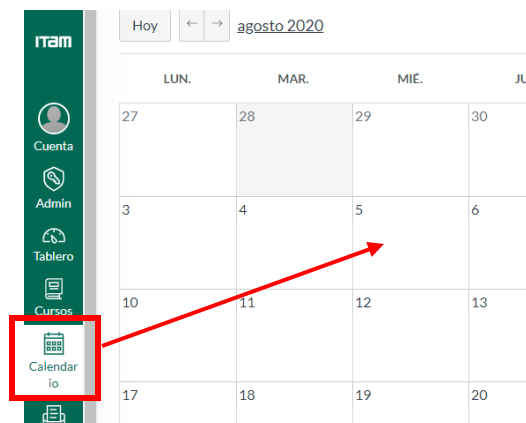 ITAM
Hoy ← → agosto 2020
LUN. MAR. MIÉ. JU
27 28 29 30
Cuenta
Admin
3 4 5 6
Tablero
Cursos
10 11 12 13
Calendar
io
17 18 19 20